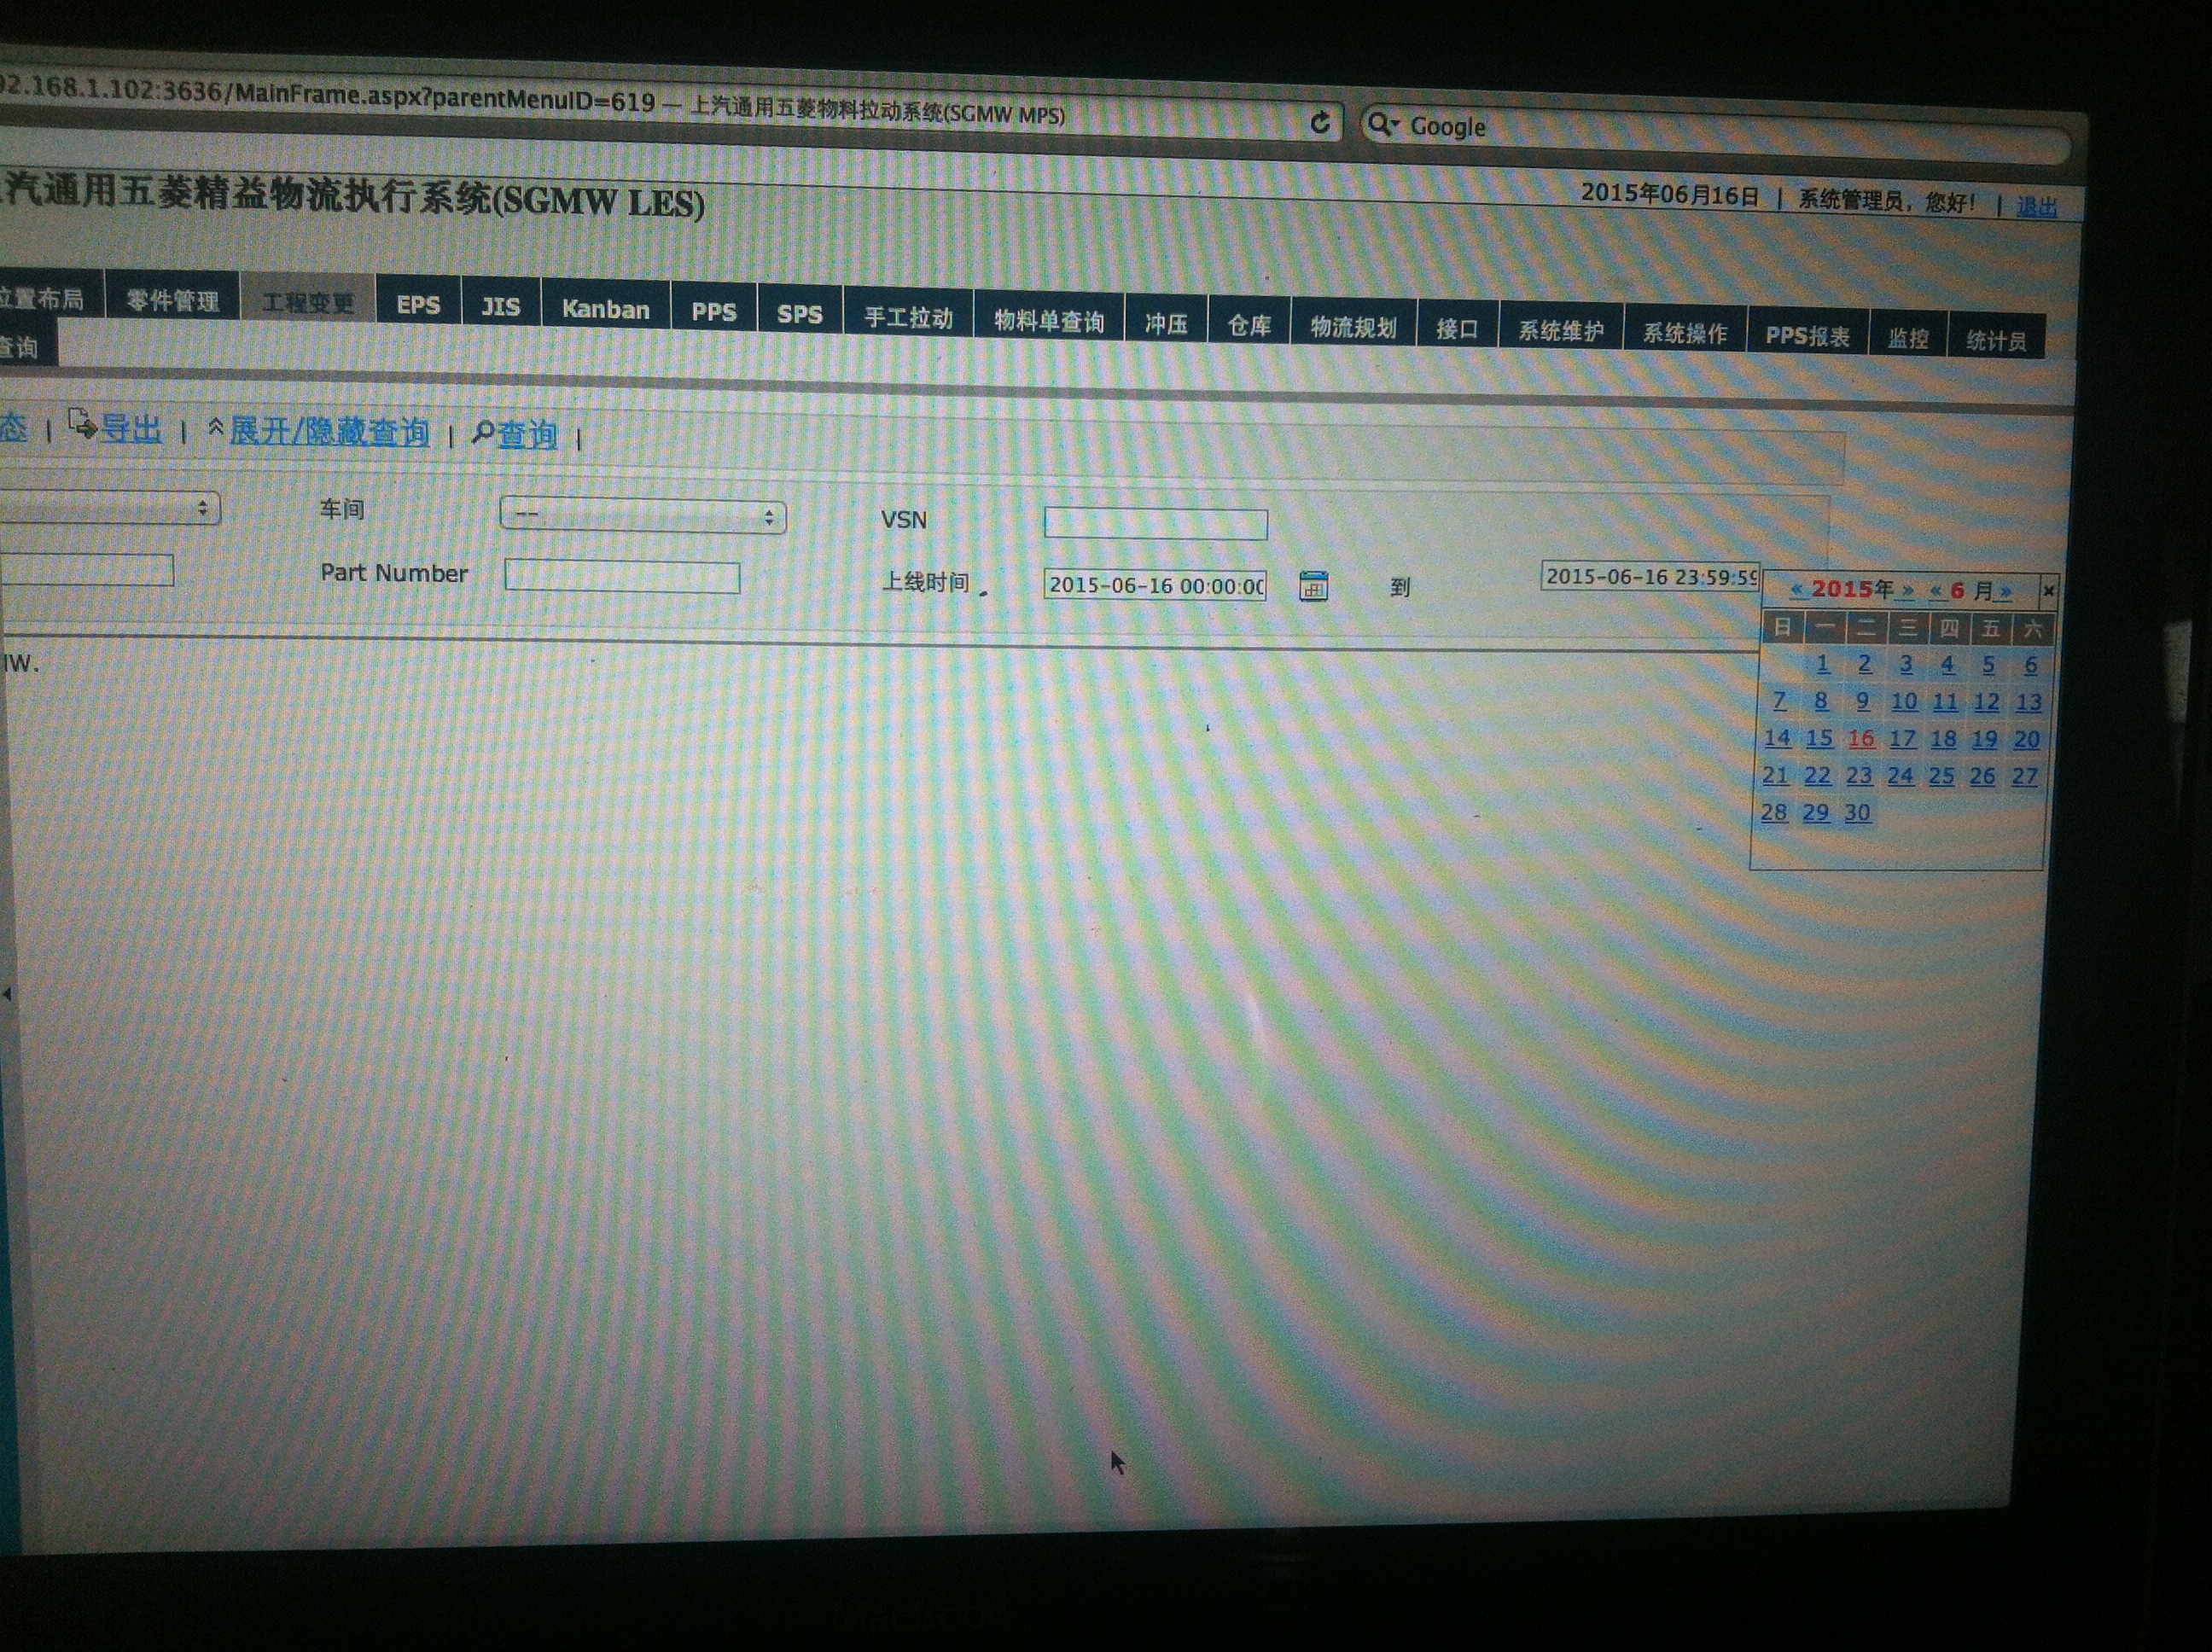 92.168.1.102:3636/MainFrame.aspx?parentMenuID=619 — 上汽通用五菱物料拉动系统(SGMW MPS)
Google
汽通用五菱精益物流执行系统(SGMW LES)
2015年06月16日 | 系统管理员，您好！ | 退出
位置布局 零件管理 工程变更 EPS JIS Kanban PPS SPS 手工拉动 物料单查询 冲压 仓库 物流规划 接口 系统维护 系统操作 PPS报表 监控 统计员
查询
态 | 导出 | 展开/隐藏查询 | 查询 |
车间 -- VSN
Part Number 上线时间 2015-06-16 00:00:00 到 2015-06-16 23:59:59
« 2015年 » « 6 月 » ×
日 一 二 三 四 五 六
1 2 3 4 5 6
7 8 9 10 11 12 13
14 15 16 17 18 19 20
21 22 23 24 25 26 27
28 29 30
IW.
MacBook